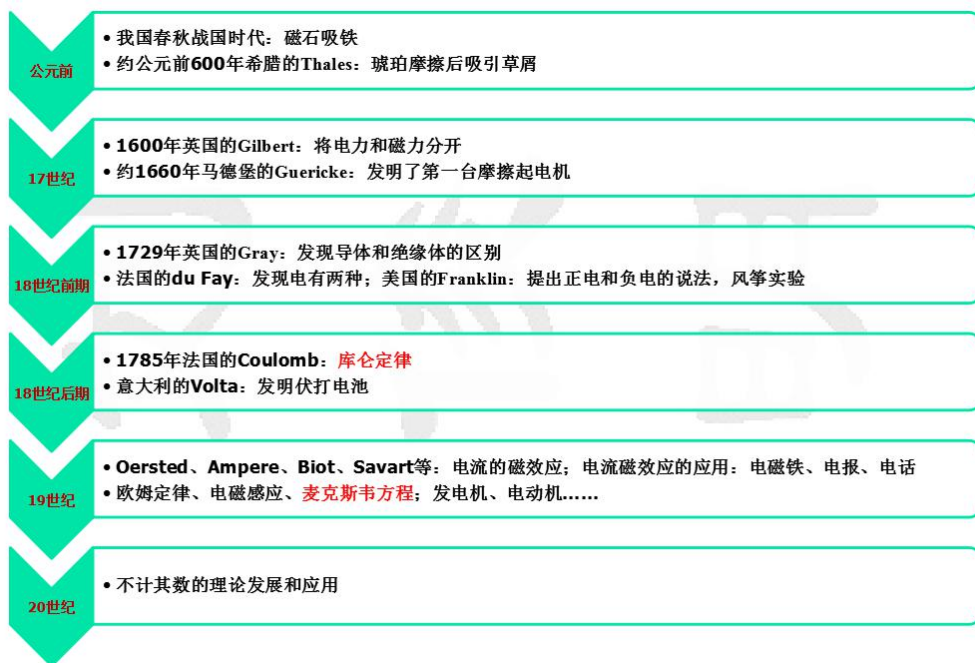 公元前
• 我国春秋战国时代：磁石吸铁
• 约公元前600年希腊的Thales：琥珀摩擦后吸引草屑
17世纪
• 1600年英国的Gilbert：将电力和磁力分开
• 约1660年马德堡的Guericke：发明了第一台摩擦起电机
18世纪前期
• 1729年英国的Gray：发现导体和绝缘体的区别
• 法国的du Fay：发现电有两种；美国的Franklin：提出正电和负电的说法，风筝实验
18世纪后期
• 1785年法国的Coulomb：库仑定律
• 意大利的Volta：发明伏打电池
19世纪
• Oersted、Ampere、Biot、Savart等：电流的磁效应；电流磁效应的应用：电磁铁、电报、电话
• 欧姆定律、电磁感应、麦克斯韦方程；发电机、电动机……
20世纪
• 不计其数的理论发展和应用